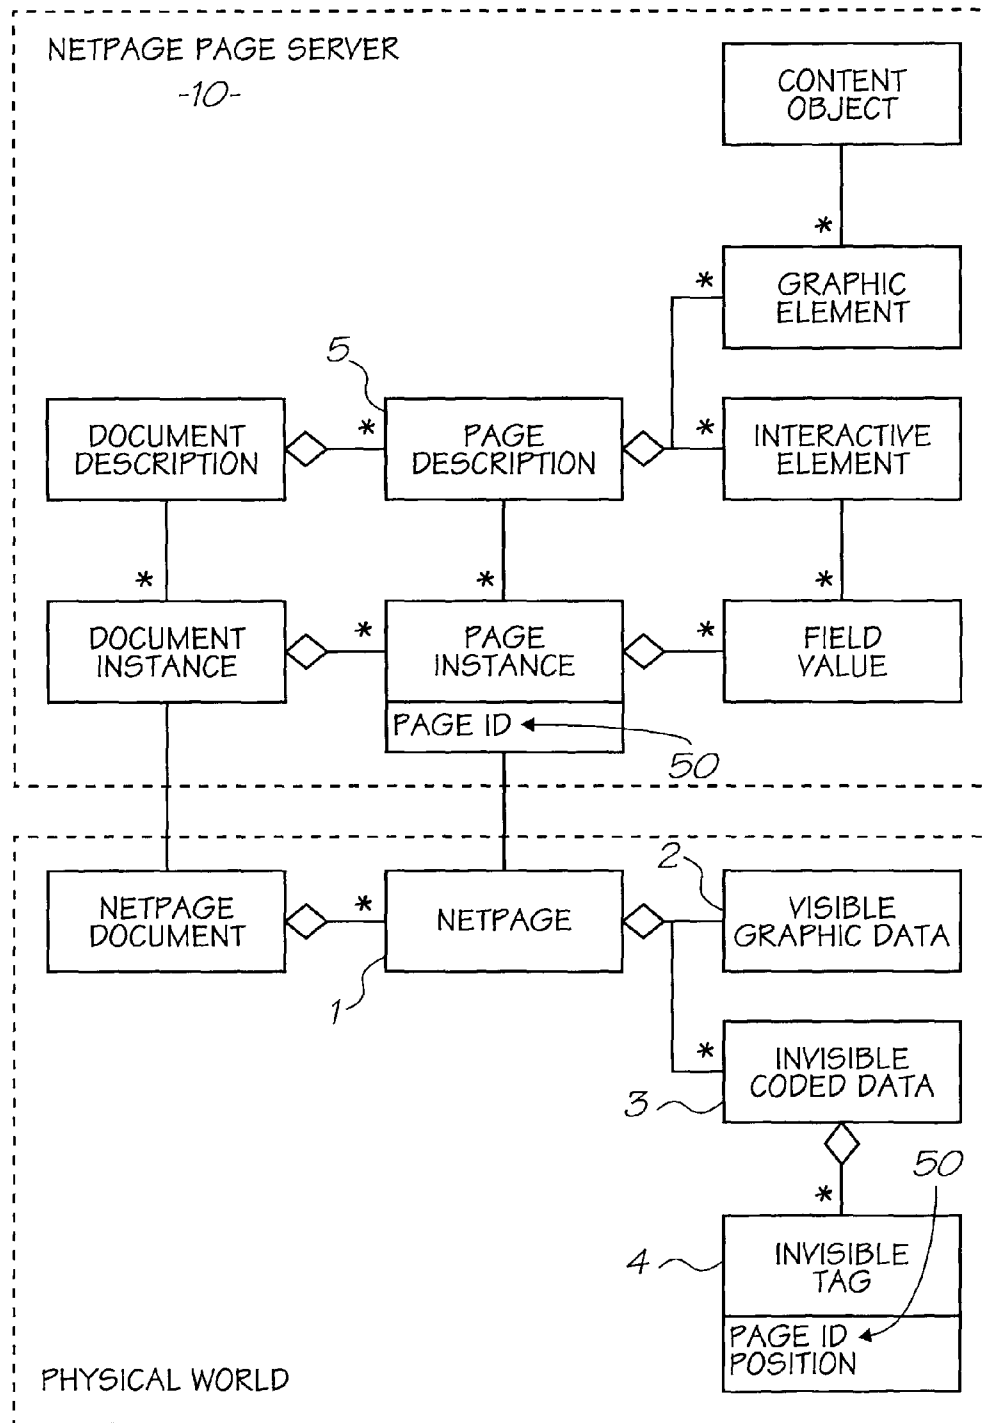 NETPAGE PAGE SERVER
-10-
CONTENT
OBJECT
*
*
GRAPHIC
ELEMENT
5
DOCUMENT
DESCRIPTION
*
PAGE
DESCRIPTION
*
INTERACTIVE
ELEMENT
*
*
*
DOCUMENT
INSTANCE
*
PAGE
INSTANCE
*
FIELD
VALUE
PAGE ID
50
2
NETPAGE
DOCUMENT
*
NETPAGE
VISIBLE
GRAPHIC DATA
1
*
INVISIBLE
CODED DATA
3
50
*
4
INVISIBLE
TAG
PAGE ID
POSITION
PHYSICAL WORLD